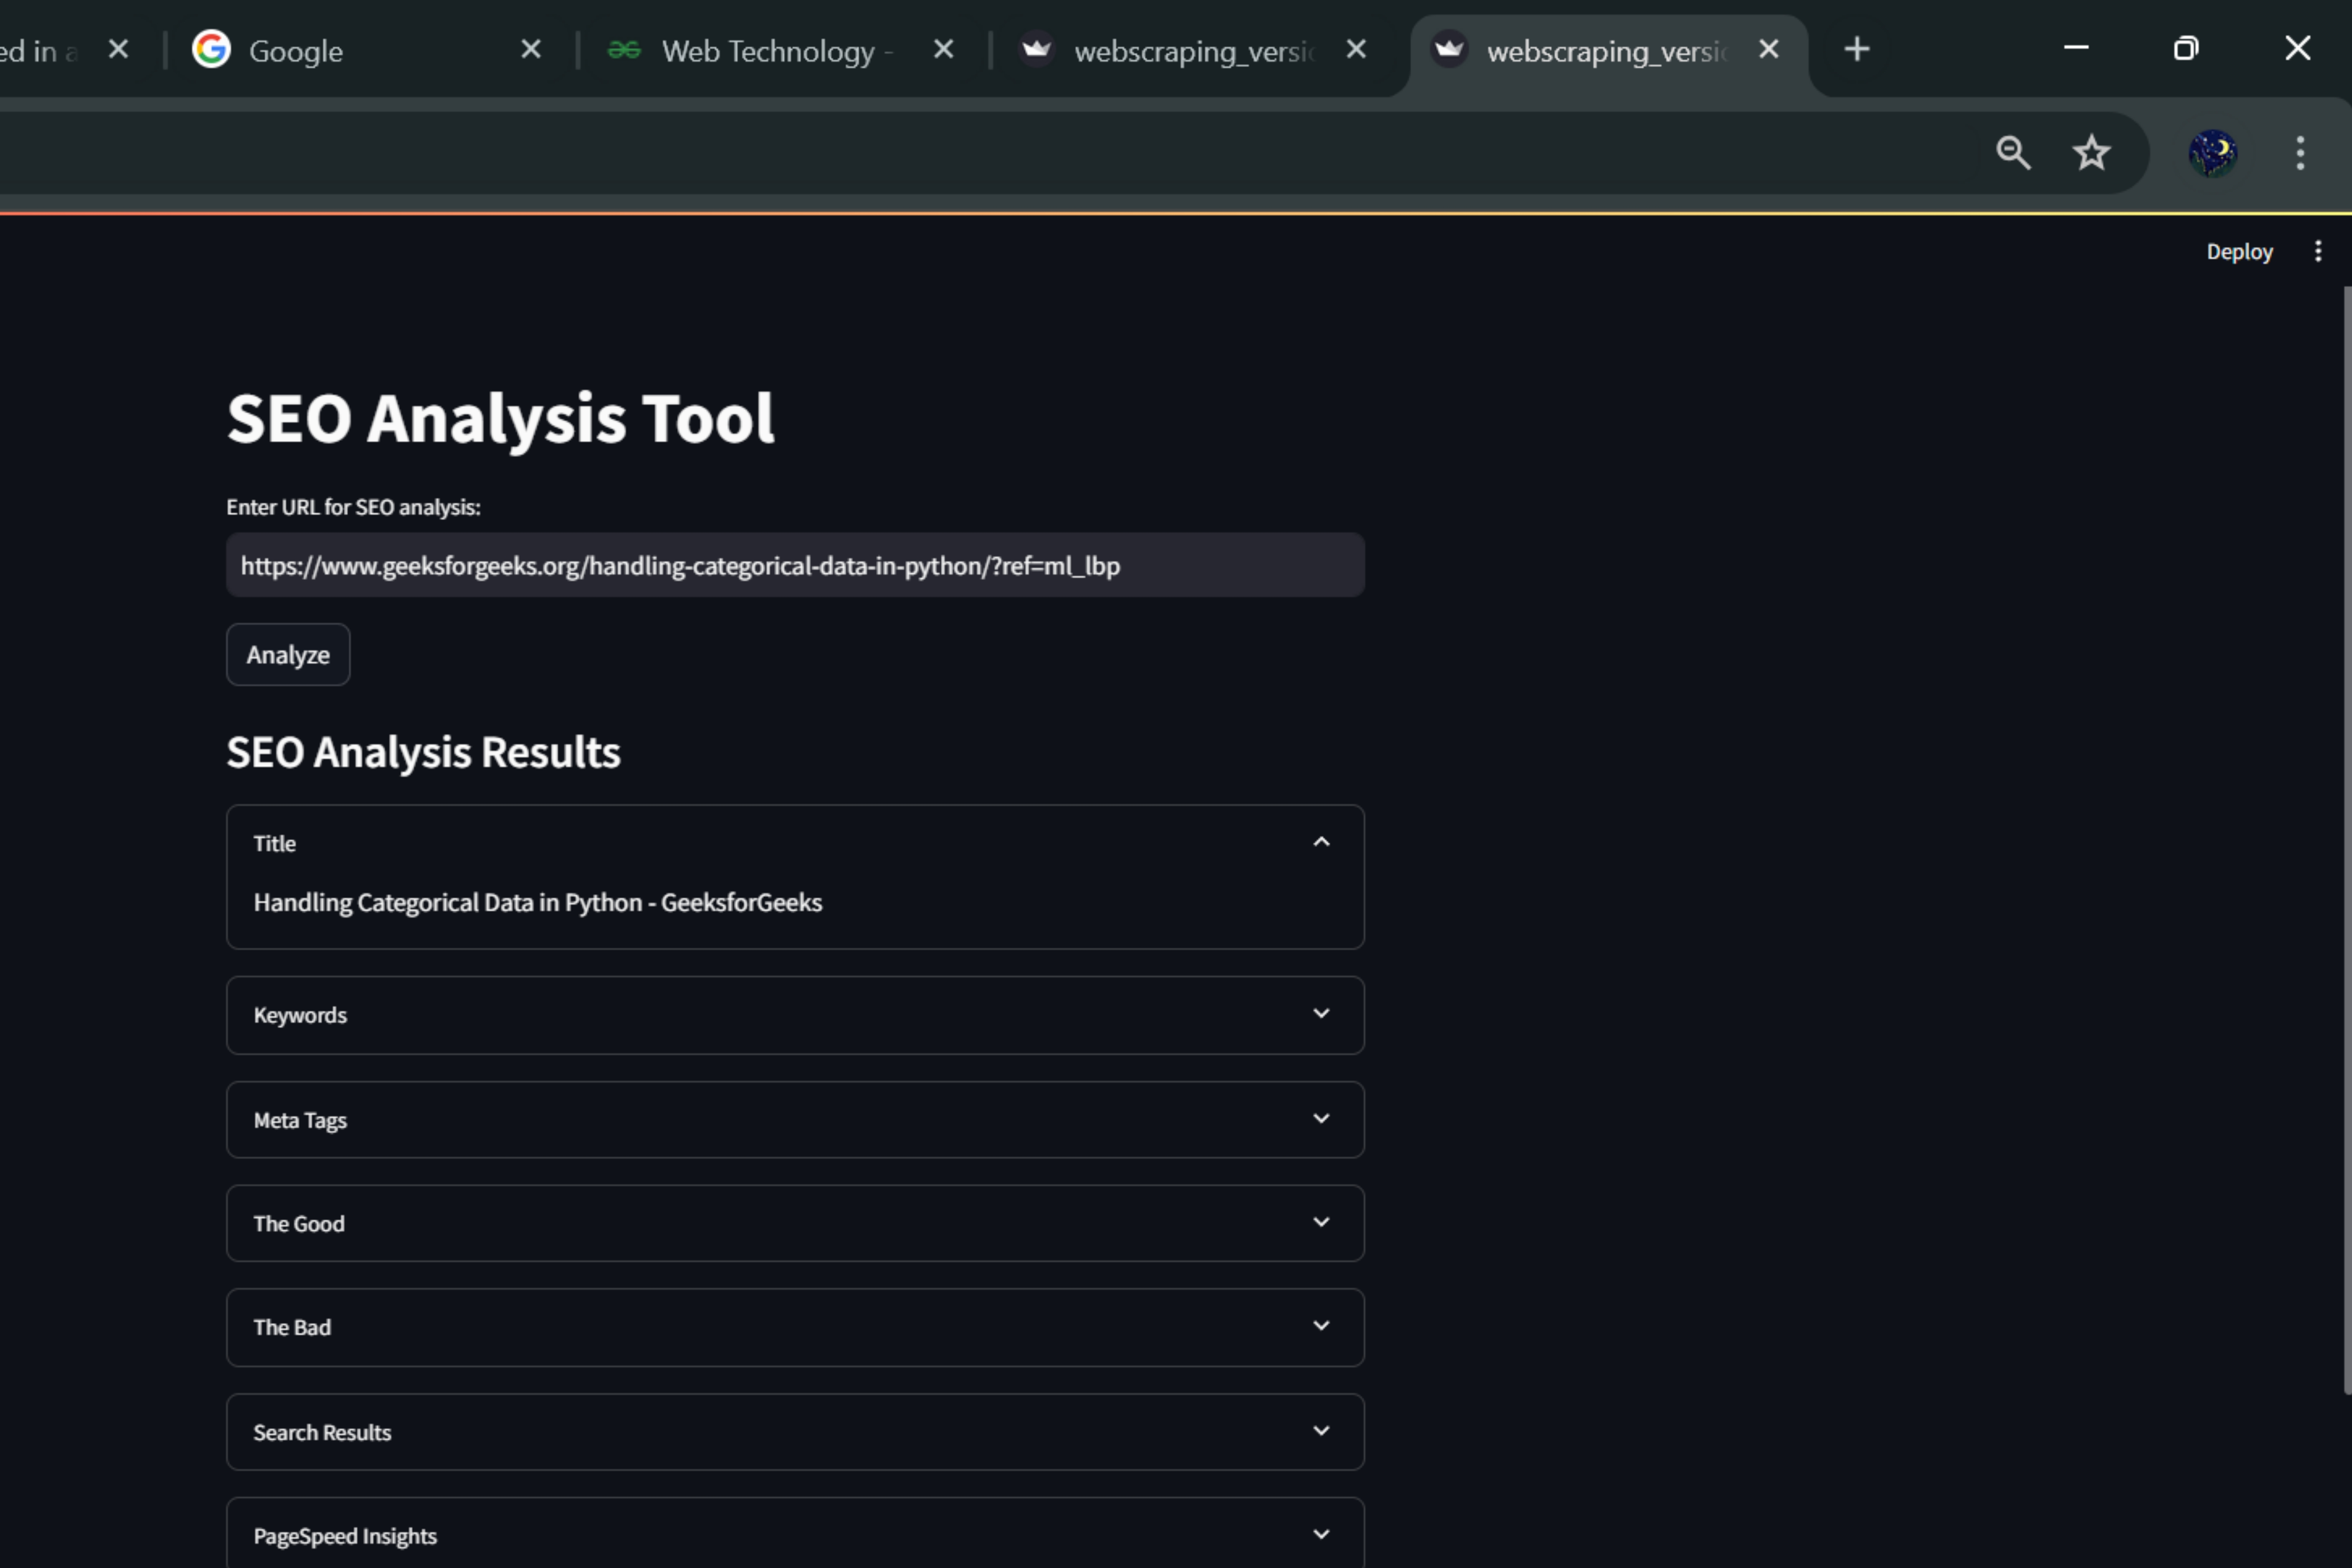 ed in a
Google
Web Technology -
webscraping_versi
webscraping_versi
Deploy
SEO Analysis Tool
Enter URL for SEO analysis:
https://www.geeksforgeeks.org/handling-categorical-data-in-python/?ref=ml_lbp
Analyze
SEO Analysis Results
Title
Handling Categorical Data in Python - GeeksforGeeks
Keywords
Meta Tags
The Good
The Bad
Search Results
PageSpeed Insights